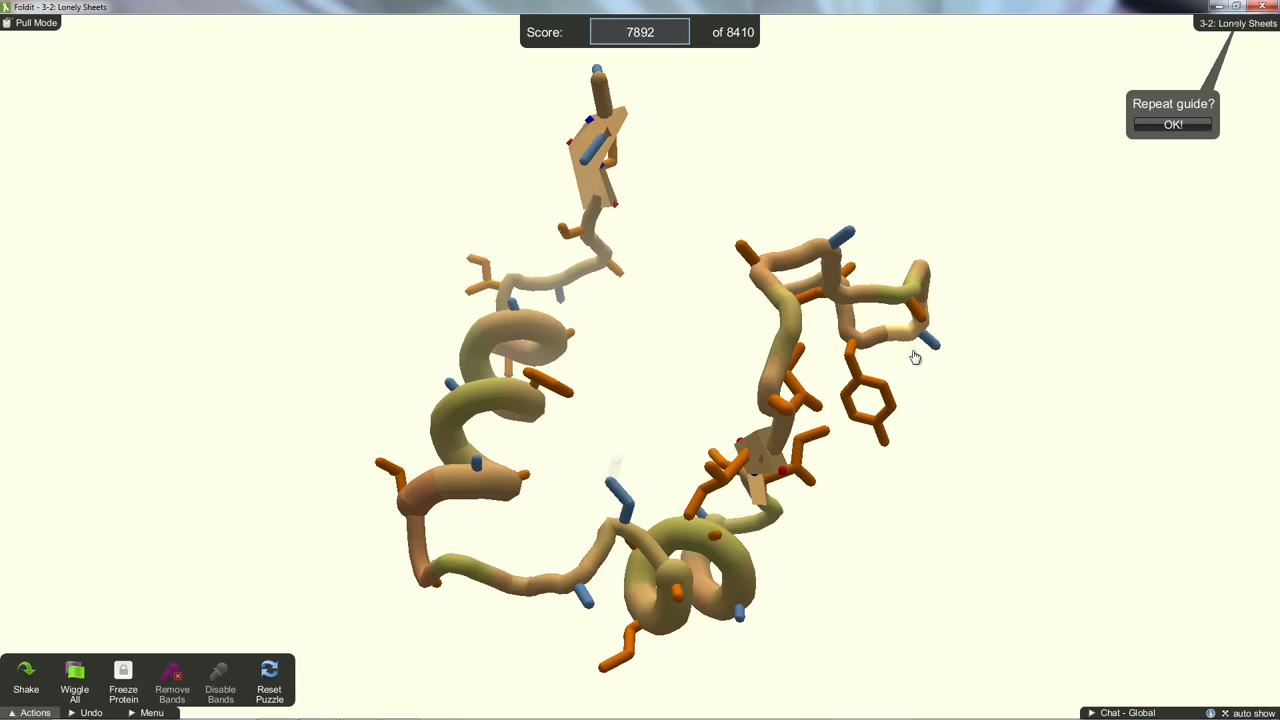 Foldit - 3-2: Lonely Sheets
Pull Mode
Score: 7892 of 8410
3-2: Lonely Sheets
Repeat guide?
OK!
Shake
Wiggle All
Freeze Protein
Remove Bands
Disable Bands
Reset Puzzle
Actions
Undo
Menu
Chat - Global
auto show